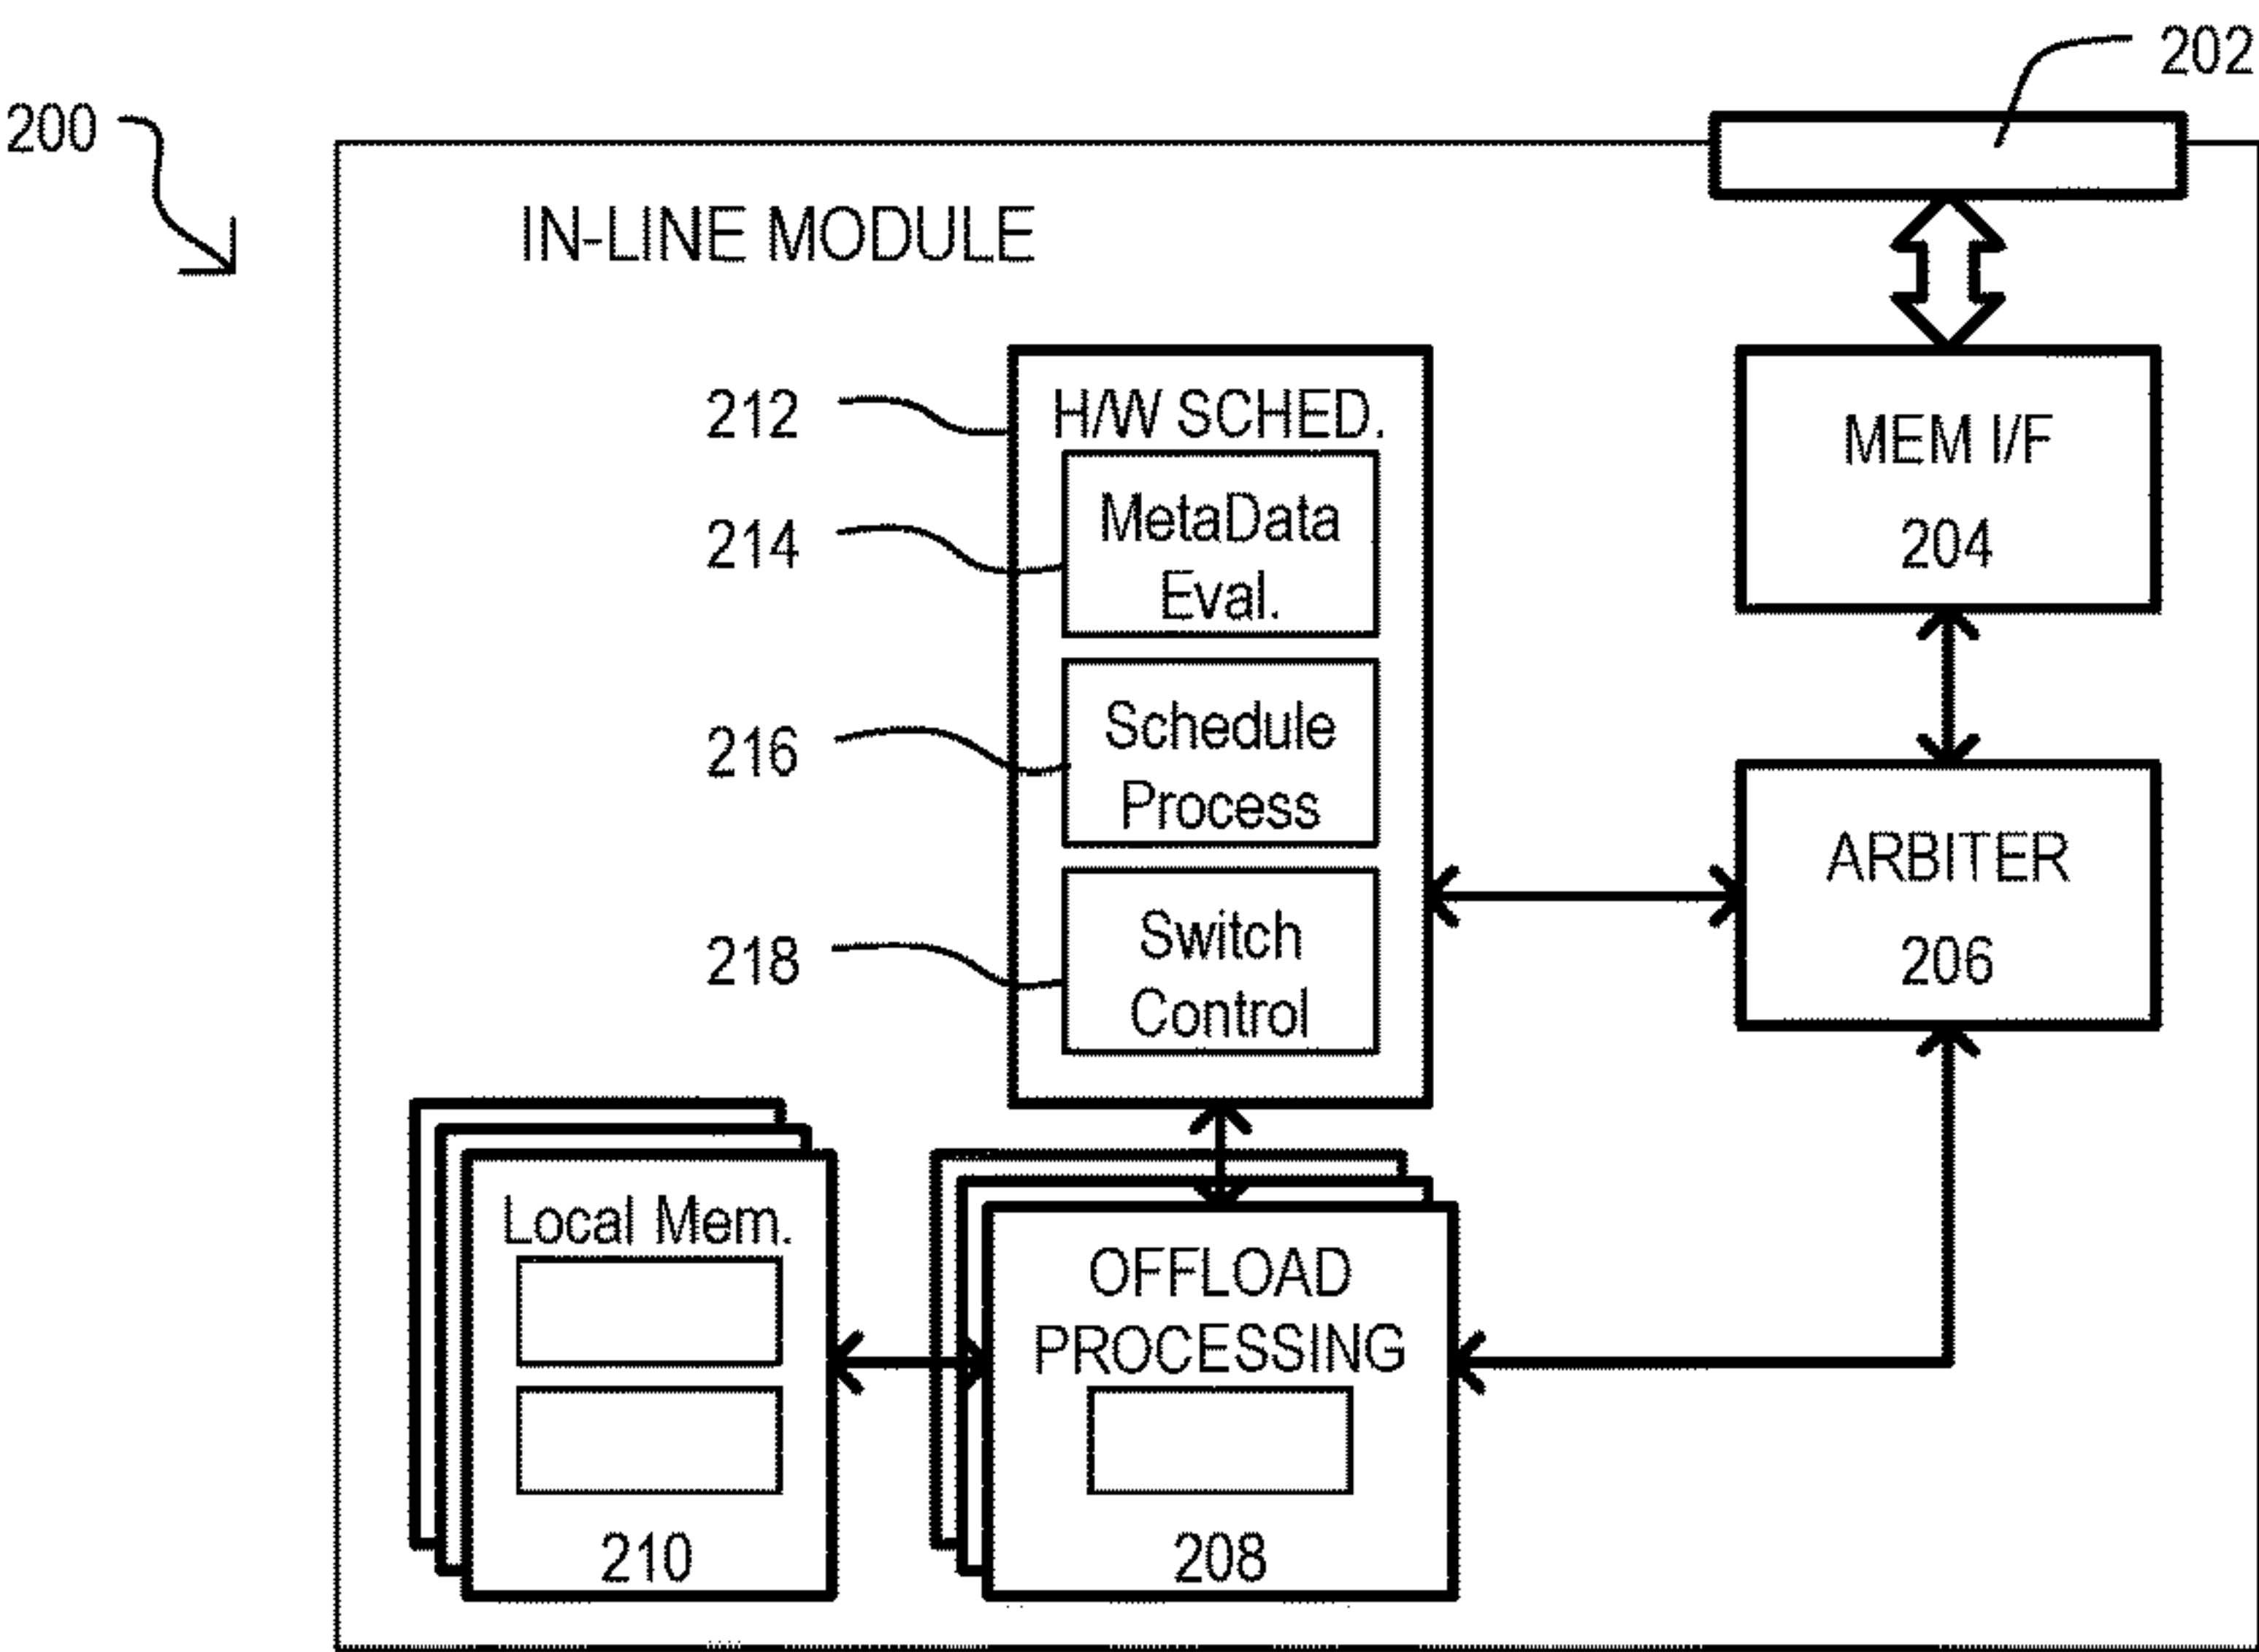 202
200
IN-LINE MODULE
212
H/W SCHED.
214
MetaData
Eval.
216
Schedule
Process
218
Switch
Control
MEM I/F
204
ARBITER
206
Local Mem.
210
OFFLOAD
PROCESSING
208